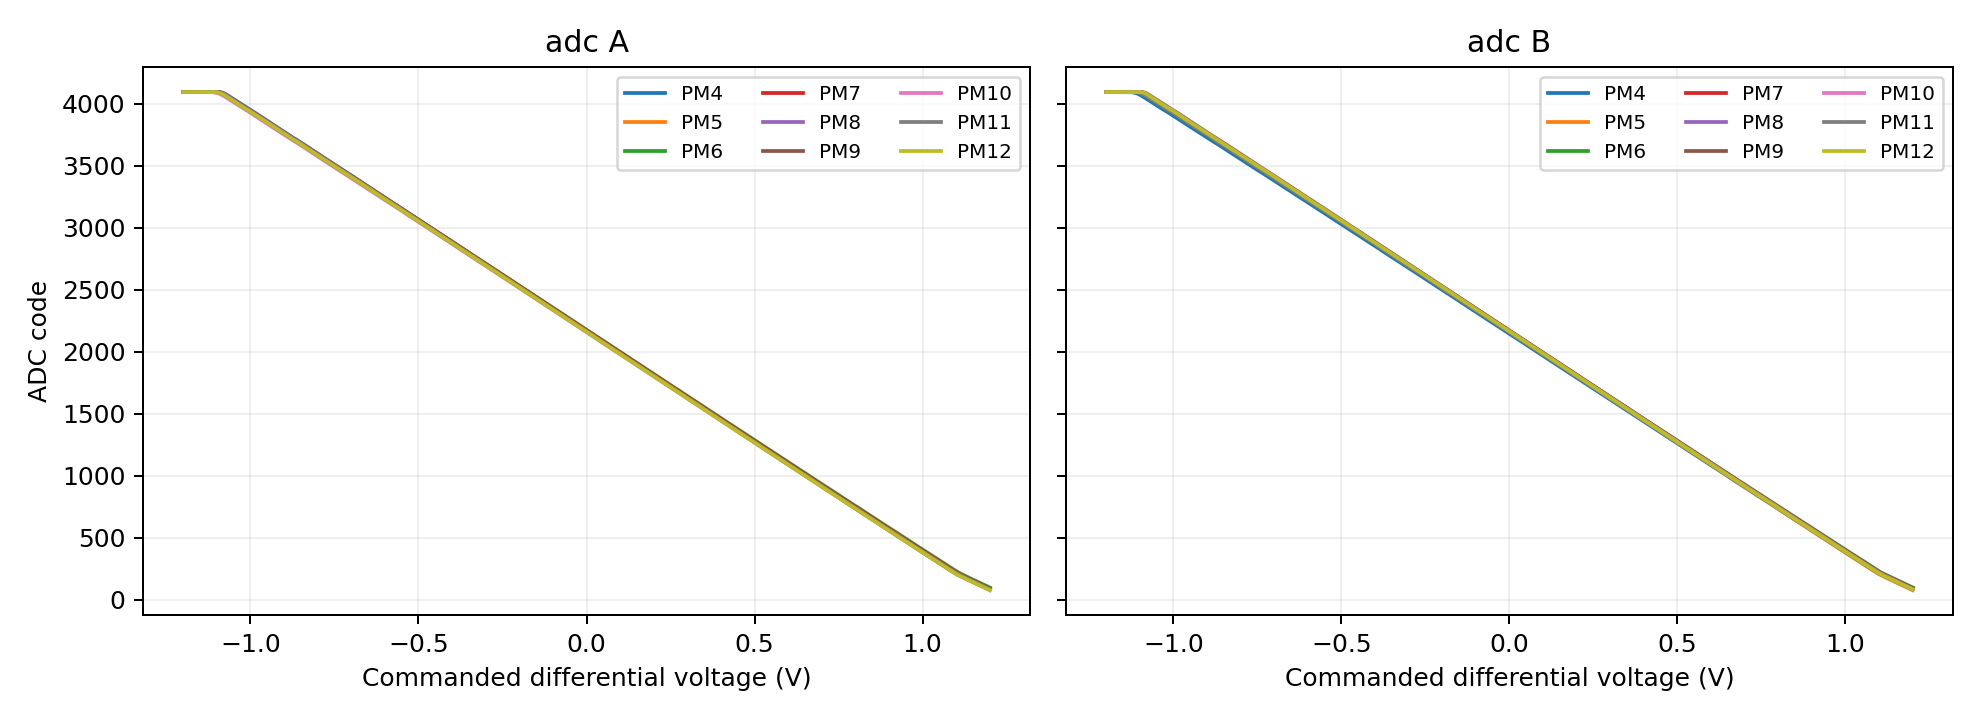 adc A
adc B
PM4 PM7 PM10
PM5 PM8 PM11
PM6 PM9 PM12
PM4 PM7 PM10
PM5 PM8 PM11
PM6 PM9 PM12
ADC code
4000
3500
3000
2500
2000
1500
1000
500
0
−1.0 −0.5 0.0 0.5 1.0
−1.0 −0.5 0.0 0.5 1.0
Commanded differential voltage (V)
Commanded differential voltage (V)